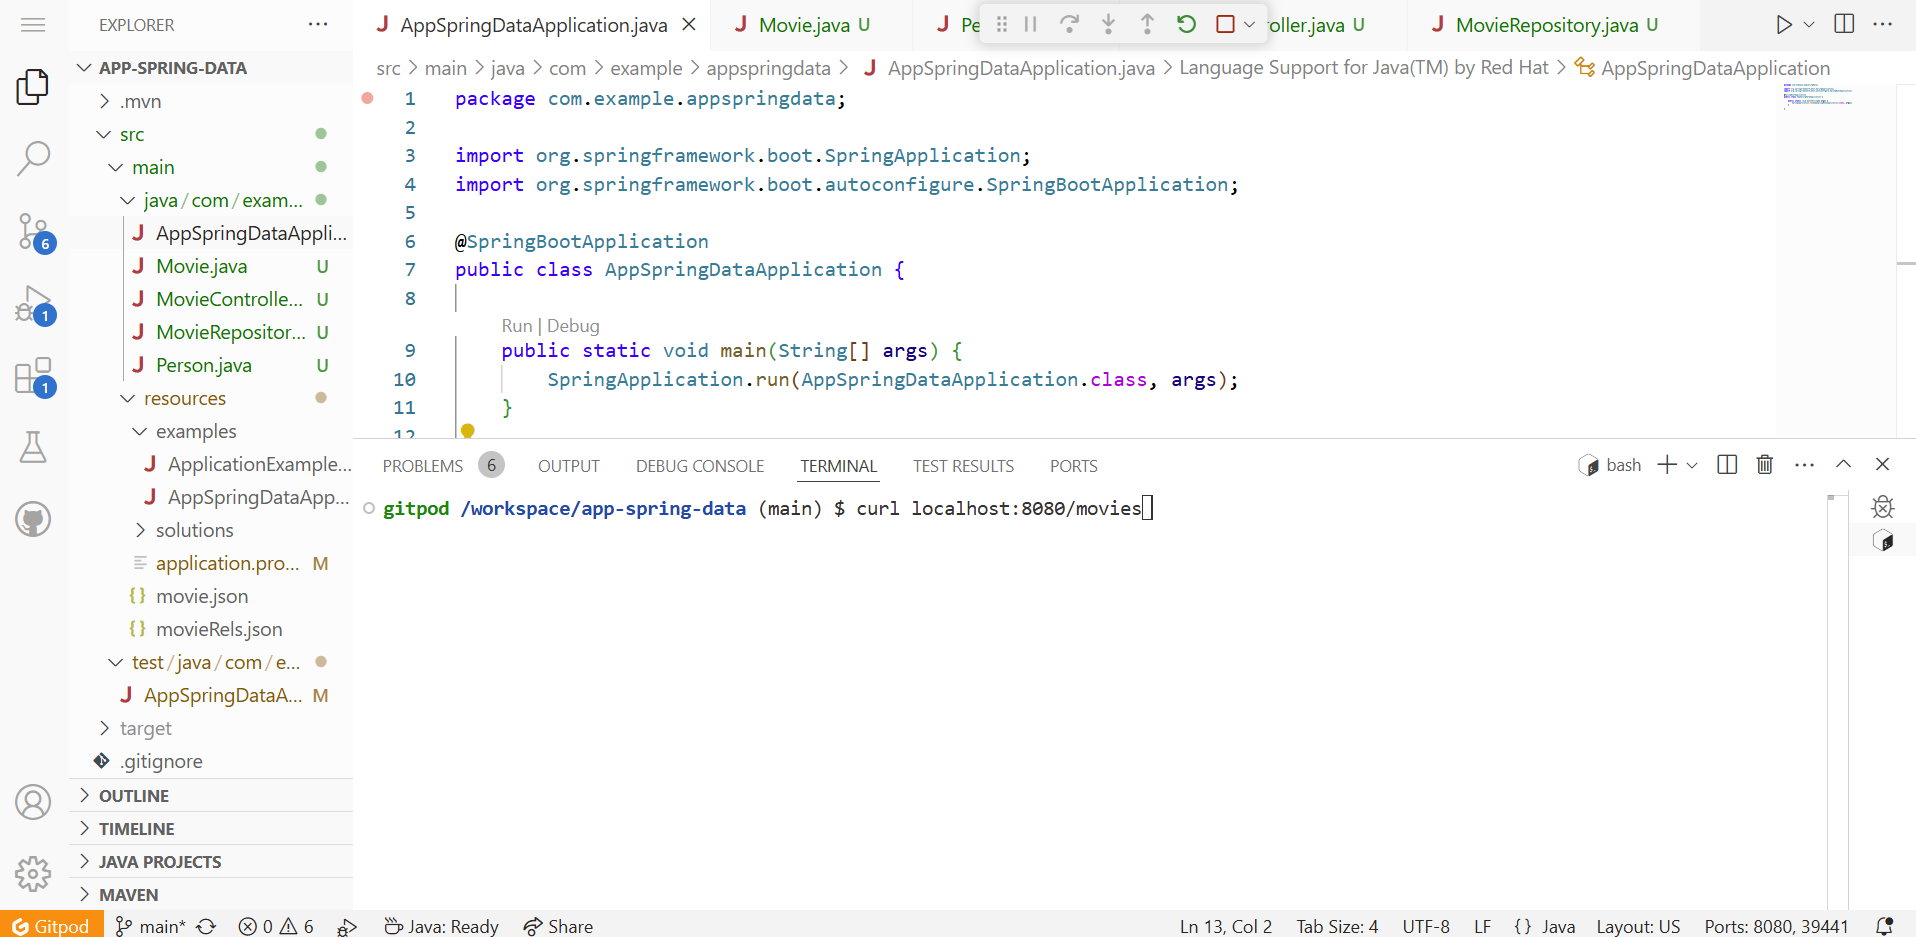 EXPLORER
APP-SPRING-DATA
.mvn
src
main
java/com/exam...
AppSpringDataAppli...
Movie.java U
MovieControlle... U
MovieRepositor... U
Person.java U
resources
examples
ApplicationExample...
AppSpringDataApp...
solutions
application.pro... M
movie.json
movieRels.json
test/java/com/e...
AppSpringDataA... M
target
.gitignore
OUTLINE
TIMELINE
JAVA PROJECTS
MAVEN
6
1
1
AppSpringDataApplication.java
Movie.java U
Pe
oller.java U
MovieRepository.java U
src > main > java > com > example > appspringdata > AppSpringDataApplication.java > Language Support for Java(TM) by Red Hat > AppSpringDataApplication
1 package com.example.appspringdata;
2
3 import org.springframework.boot.SpringApplication;
4 import org.springframework.boot.autoconfigure.SpringBootApplication;
5
6 @SpringBootApplication
7 public class AppSpringDataApplication {
8
Run | Debug
9 public static void main(String[] args) {
10 SpringApplication.run(AppSpringDataApplication.class, args);
11 }
12
PROBLEMS 6 OUTPUT DEBUG CONSOLE TERMINAL TEST RESULTS PORTS
bash
gitpod /workspace/app-spring-data (main) $ curl localhost:8080/movies
Gitpod main* 0 6 Java: Ready Share
Ln 13, Col 2 Tab Size: 4 UTF-8 LF {} Java Layout: US Ports: 8080, 39441